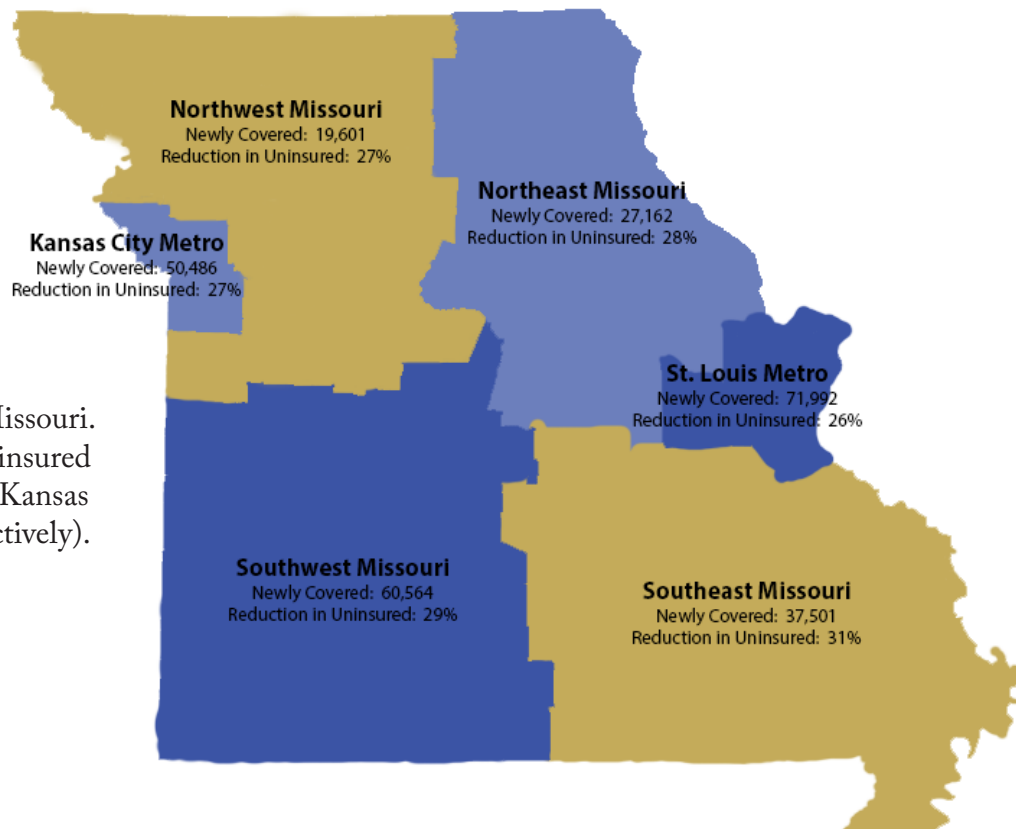 Northwest Missouri
Newly Covered: 19,601
Reduction in Uninsured: 27%
Northeast Missouri
Newly Covered: 27,162
Reduction in Uninsured: 28%
Kansas City Metro
Newly Covered: 50,486
Reduction in Uninsured: 27%
St. Louis Metro
Newly Covered: 71,992
Reduction in Uninsured: 26%
Missouri.
insured
Kansas
ctively).
Southwest Missouri
Newly Covered: 60,564
Reduction in Uninsured: 29%
Southeast Missouri
Newly Covered: 37,501
Reduction in Uninsured: 31%